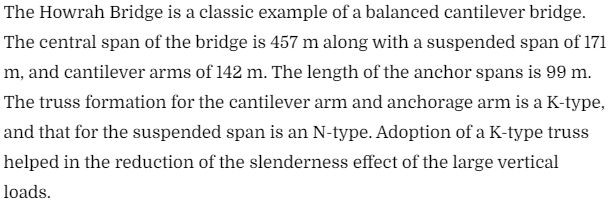 The Howrah Bridge is a classic example of a balanced cantilever bridge.
The central span of the bridge is 457 m along with a suspended span of 171
m, and cantilever arms of 142 m. The length of the anchor spans is 99 m.
The truss formation for the cantilever arm and anchorage arm is a K-type,
and that for the suspended span is an N-type. Adoption of a K-type truss
helped in the reduction of the slenderness effect of the large vertical
loads.